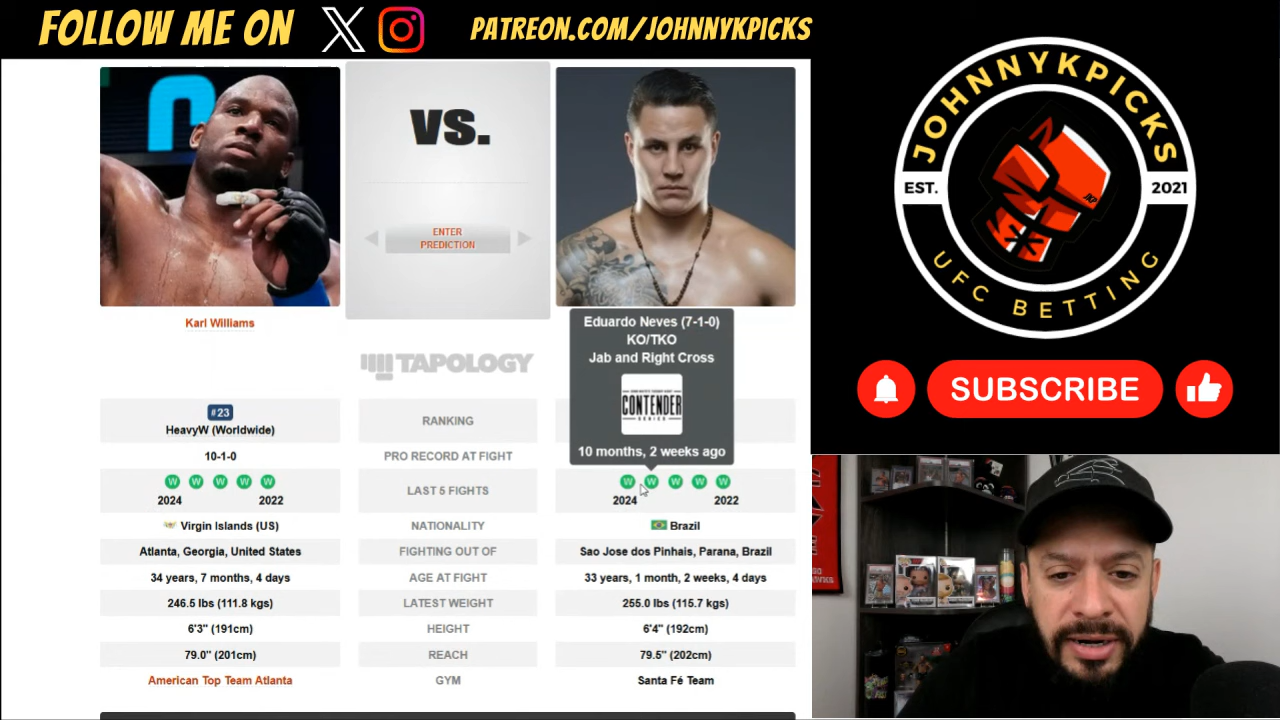 FOLLOW ME ON
PATREON.COM/JOHNNYKPICKS
VS.
ENTER
PREDICTION
Karl Williams
TAPOLOGY
Eduardo Neves (7-1-0)
KO/TKO
Jab and Right Cross
CONTENDER
SERIES
10 months, 2 weeks ago
#23
HeavyW (Worldwide)
RANKING
10-1-0
PRO RECORD AT FIGHT
W W W W W
LAST 5 FIGHTS
W W W W W
2024 2022
2024 2022
Virgin Islands (US)
NATIONALITY
Brazil
Atlanta, Georgia, United States
FIGHTING OUT OF
Sao Jose dos Pinhais, Parana, Brazil
34 years, 7 months, 4 days
AGE AT FIGHT
33 years, 1 month, 2 weeks, 4 days
246.5 lbs (111.8 kgs)
LATEST WEIGHT
255.0 lbs (115.7 kgs)
6'3" (191cm)
HEIGHT
6'4" (192cm)
79.0" (201cm)
REACH
79.5" (202cm)
American Top Team Atlanta
GYM
Santa Fé Team
JOHNNYKPICKS
EST.
2021
JKP
UFC BETTING
SUBSCRIBE